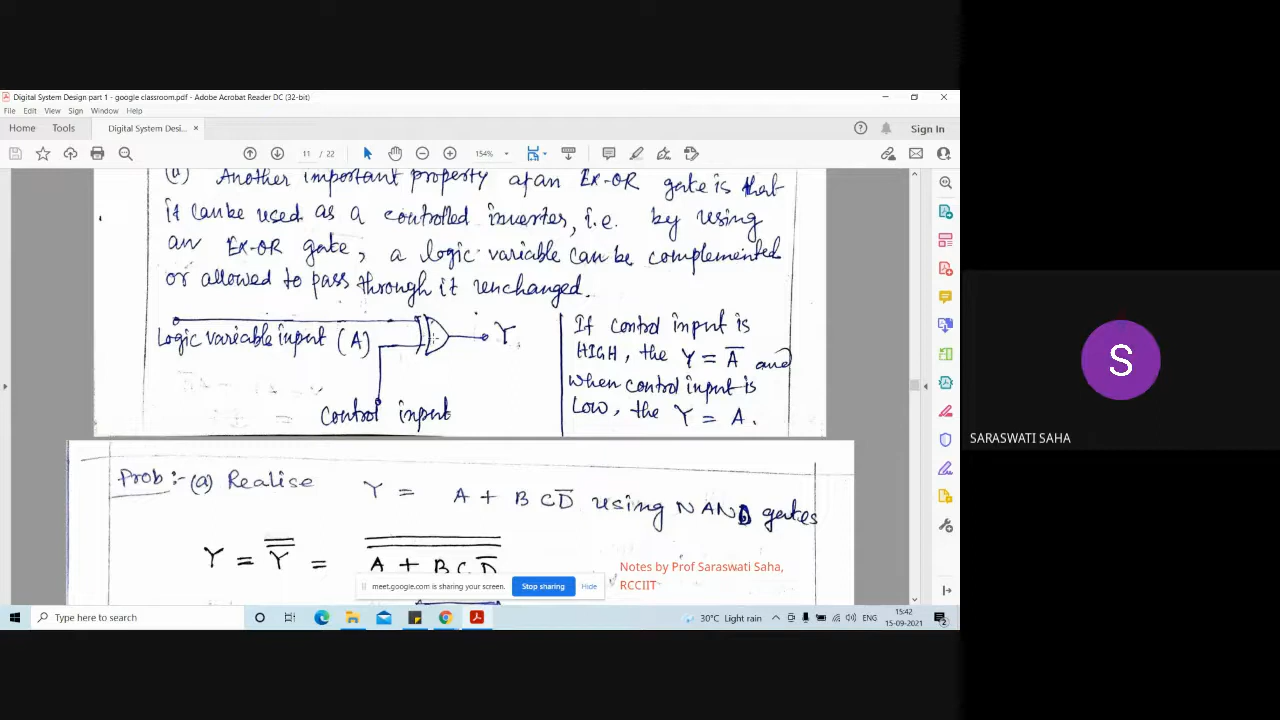 Digital System Design part 1 - google classroom.pdf - Adobe Acrobat Reader DC (32-bit)
File Edit View Sign Window Help
Home Tools Digital System Desi... × Sign In
11 / 22 154%
(ii) Another important property of an Ex-OR gate is that
it can be used as a controlled inverter, i.e. by using
an EX-OR gate, a logic variable can be complemented
or allowed to pass through it unchanged.
Logic variable input (A) Y
Control input
If control input is
HIGH, the Y = A̅ and
when control input is
Low, the Y = A.
Prob :- (a) Realise Y = A + B C D̅ using NAND gates
Y = Y̿ = A + B C D̅
meet.google.com is sharing your screen. Stop sharing Hide
Notes by Prof Saraswati Saha,
RCCIIT
S
SARASWATI SAHA
Type here to search
30°C Light rain ENG
15:42
15-09-2021
2